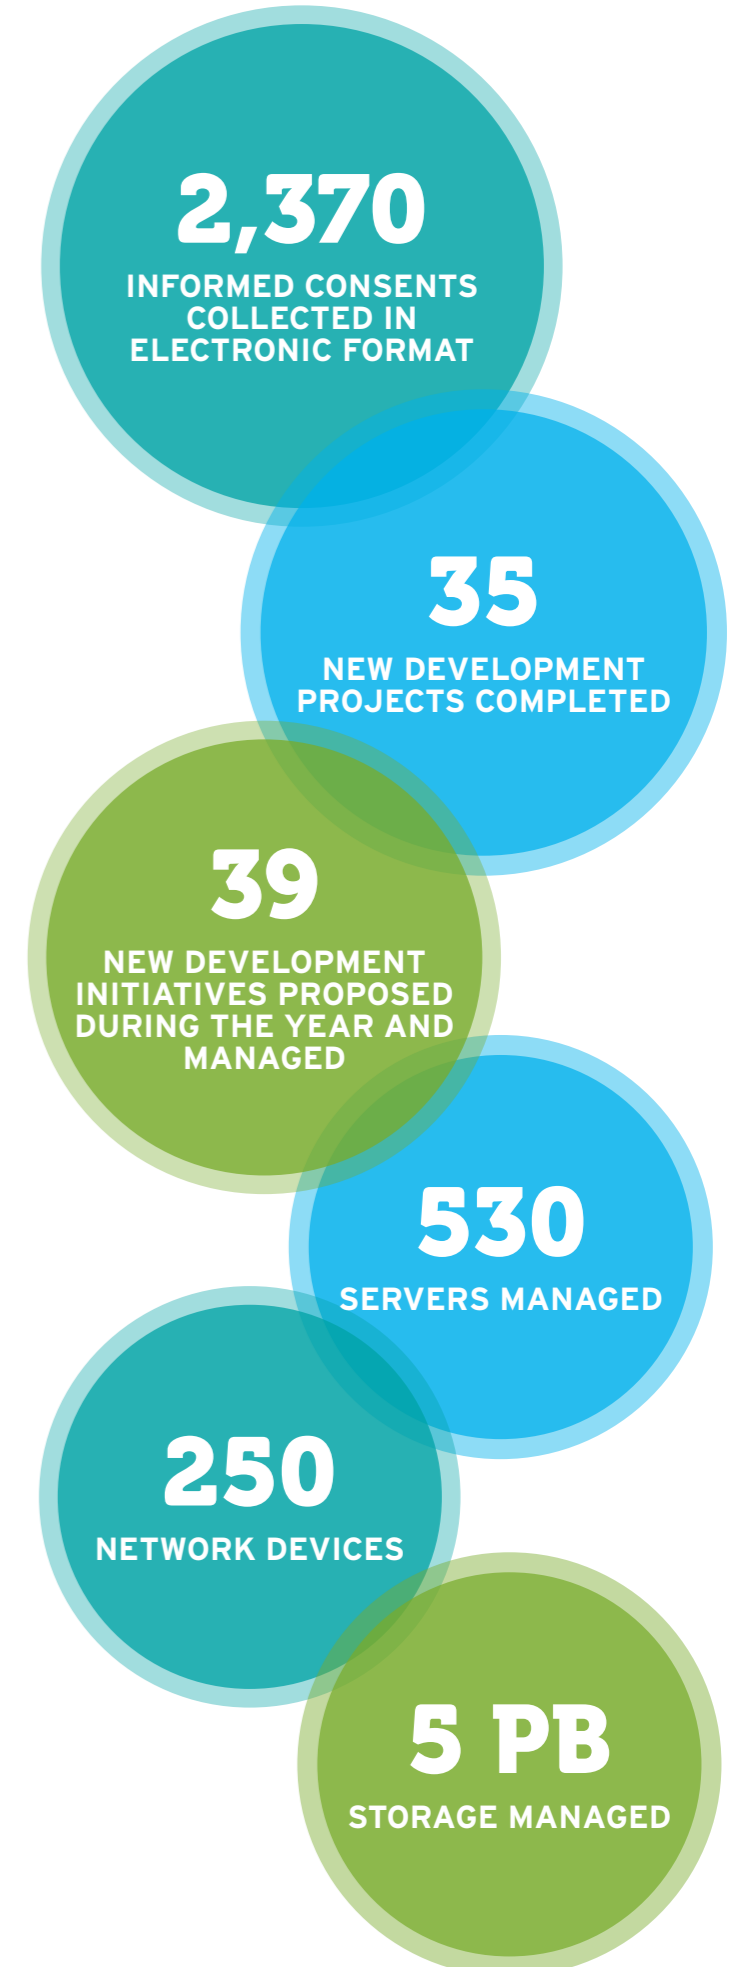 2,370
INFORMED CONSENTS
COLLECTED IN
ELECTRONIC FORMAT
35
NEW DEVELOPMENT
PROJECTS COMPLETED
39
NEW DEVELOPMENT
INITIATIVES PROPOSED
DURING THE YEAR AND
MANAGED
530
SERVERS MANAGED
250
NETWORK DEVICES
5 PB
STORAGE MANAGED